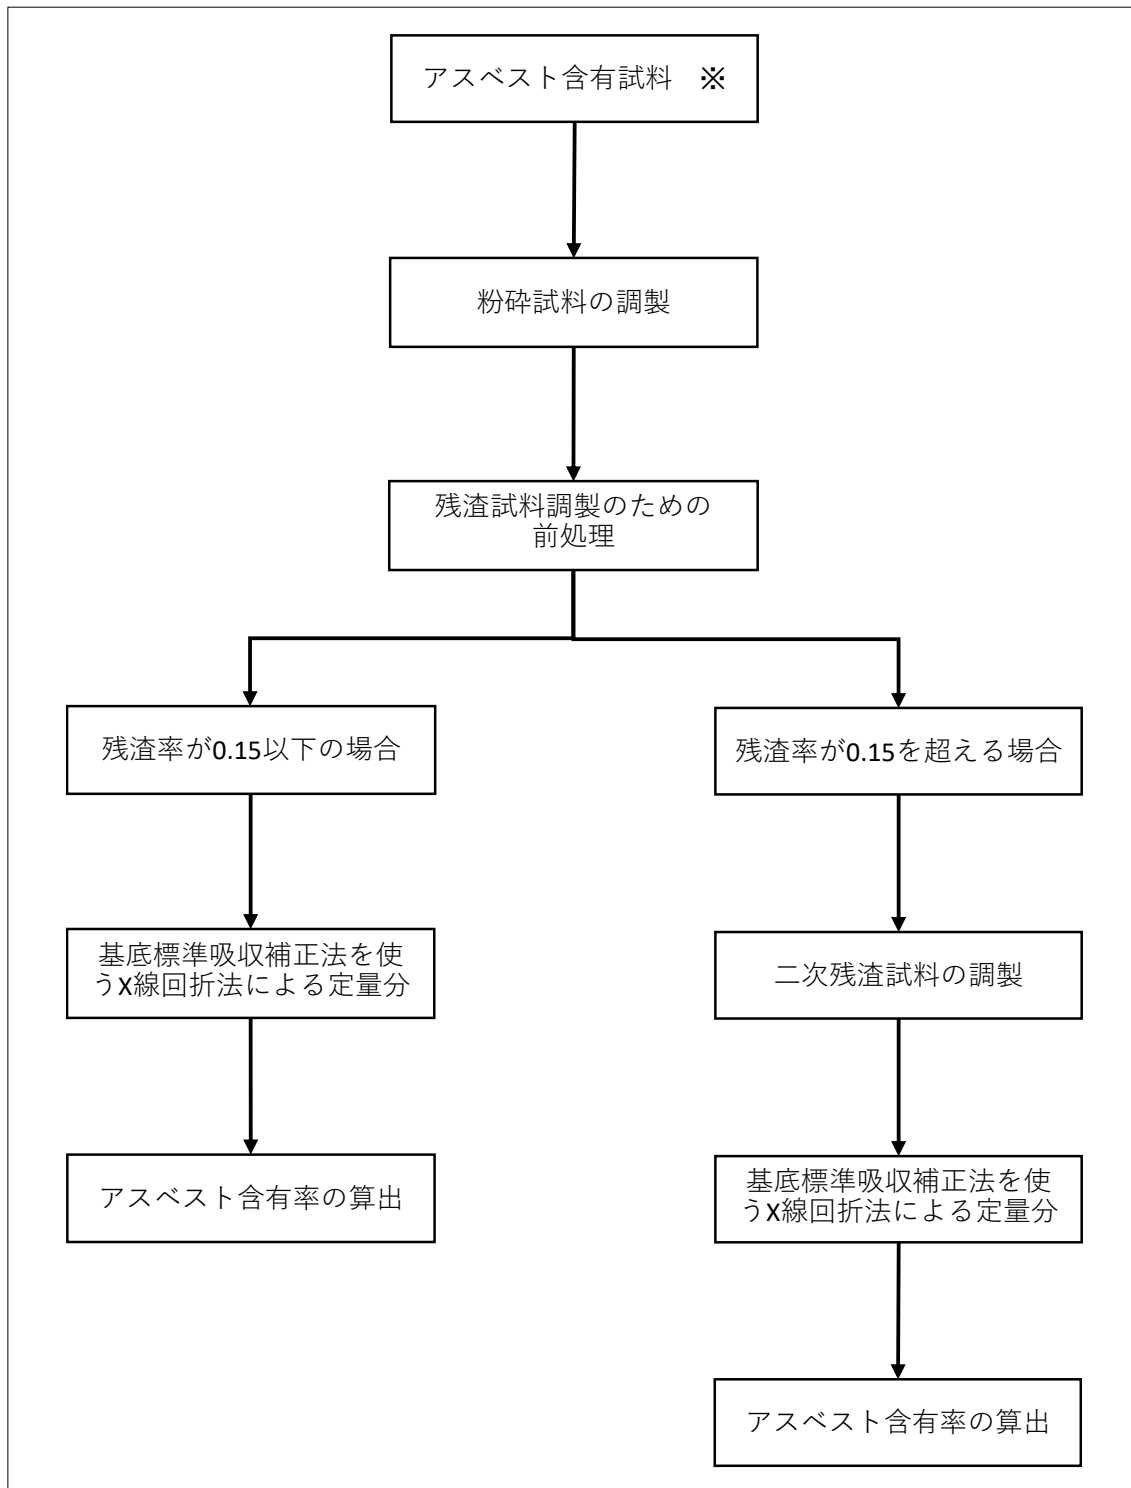 アスベスト含有試料　※
粉砕試料の調製
残渣試料調製のための
前処理
残渣率が0.15以下の場合
残渣率が0.15を超える場合
基底標準吸収補正法を使
うX線回折法による定量分
二次残渣試料の調製
アスベスト含有率の算出
基底標準吸収補正法を使
うX線回折法による定量分
アスベスト含有率の算出